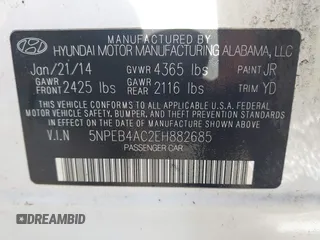 MANUFACTURED BY
HYUNDAI MOTOR MANUFACTURING ALABAMA, LLC
Jan/21/14 GVWR 4365 lbs PAINT JR
GAWR FRONT 2425 lbs GAWR REAR 2116 lbs TRIM YD
THIS VEHICLE CONFORMS TO ALL APPLICABLE U.S.A. FEDERAL MOTOR
VEHICLE SAFETY, BUMPER, AND THEFT PREVENTION STANDARDS IN
EFFECT ON THE DATE OF MANUFACTURE SHOWN ABOVE.
V.I.N 5NPEB4AC2EH882685
PASSENGER CAR
DREAMBID